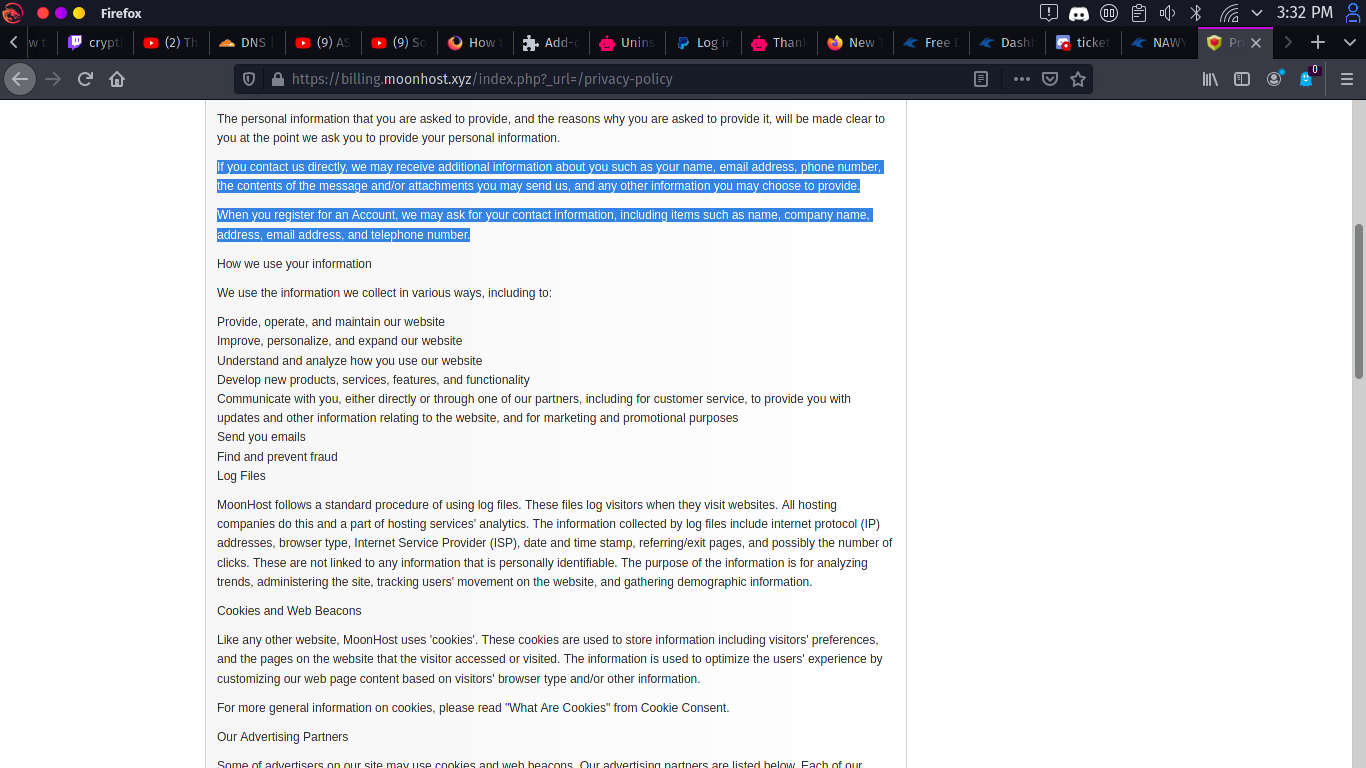 Firefox
3:32 PM
w t
crypt
(2) Th
DNS
(9) AS
(9) So
How t
Add-o
Unins
Log in
Thank
New T
Free D
Dash
ticket
NAWY
Pr
https://billing.moonhost.xyz/index.php?_url=/privacy-policy
0
The personal information that you are asked to provide, and the reasons why you are asked to provide it, will be made clear to
you at the point we ask you to provide your personal information.
If you contact us directly, we may receive additional information about you such as your name, email address, phone number,
the contents of the message and/or attachments you may send us, and any other information you may choose to provide.
When you register for an Account, we may ask for your contact information, including items such as name, company name,
address, email address, and telephone number.
How we use your information
We use the information we collect in various ways, including to:
Provide, operate, and maintain our website
Improve, personalize, and expand our website
Understand and analyze how you use our website
Develop new products, services, features, and functionality
Communicate with you, either directly or through one of our partners, including for customer service, to provide you with
updates and other information relating to the website, and for marketing and promotional purposes
Send you emails
Find and prevent fraud
Log Files
MoonHost follows a standard procedure of using log files. These files log visitors when they visit websites. All hosting
companies do this and a part of hosting services' analytics. The information collected by log files include internet protocol (IP)
addresses, browser type, Internet Service Provider (ISP), date and time stamp, referring/exit pages, and possibly the number of
clicks. These are not linked to any information that is personally identifiable. The purpose of the information is for analyzing
trends, administering the site, tracking users' movement on the website, and gathering demographic information.
Cookies and Web Beacons
Like any other website, MoonHost uses 'cookies'. These cookies are used to store information including visitors' preferences,
and the pages on the website that the visitor accessed or visited. The information is used to optimize the users' experience by
customizing our web page content based on visitors' browser type and/or other information.
For more general information on cookies, please read "What Are Cookies" from Cookie Consent.
Our Advertising Partners
Some of advertisers on our site may use cookies and web beacons. Our advertising partners are listed below. Each of our